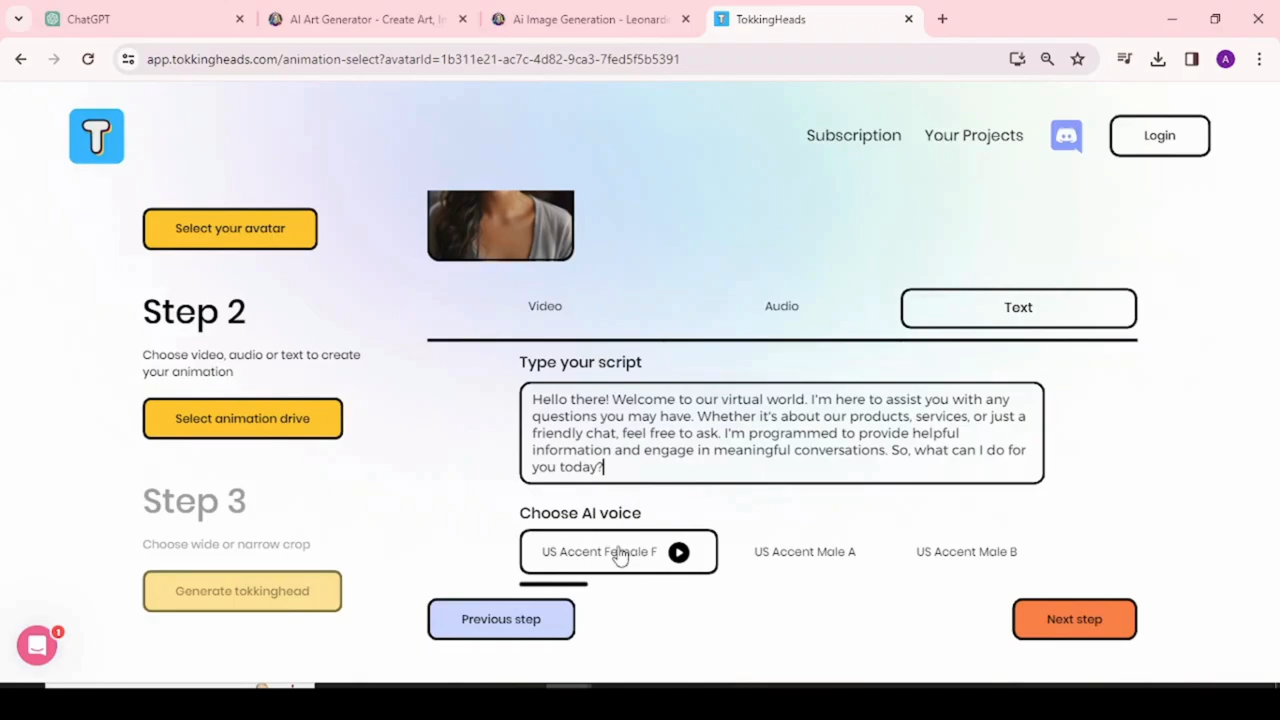 ChatGPT
AI Art Generator - Create Art, In
Ai Image Generation - Leonardo
TokkingHeads
app.tokkingheads.com/animation-select?avatarId=1b311e21-ac7c-4d82-9ca3-7fed5f5b5391
A
T
Subscription
Your Projects
Login
Select your avatar
Step 2
Choose video, audio or text to create
your animation
Select animation drive
Step 3
Choose wide or narrow crop
Generate tokkinghead
Video
Audio
Text
Type your script
Hello there! Welcome to our virtual world. I'm here to assist you with any
questions you may have. Whether it's about our products, services, or just a
friendly chat, feel free to ask. I'm programmed to provide helpful
information and engage in meaningful conversations. So, what can I do for
you today?
Choose AI voice
US Accent Female F
US Accent Male A
US Accent Male B
Previous step
Next step
1